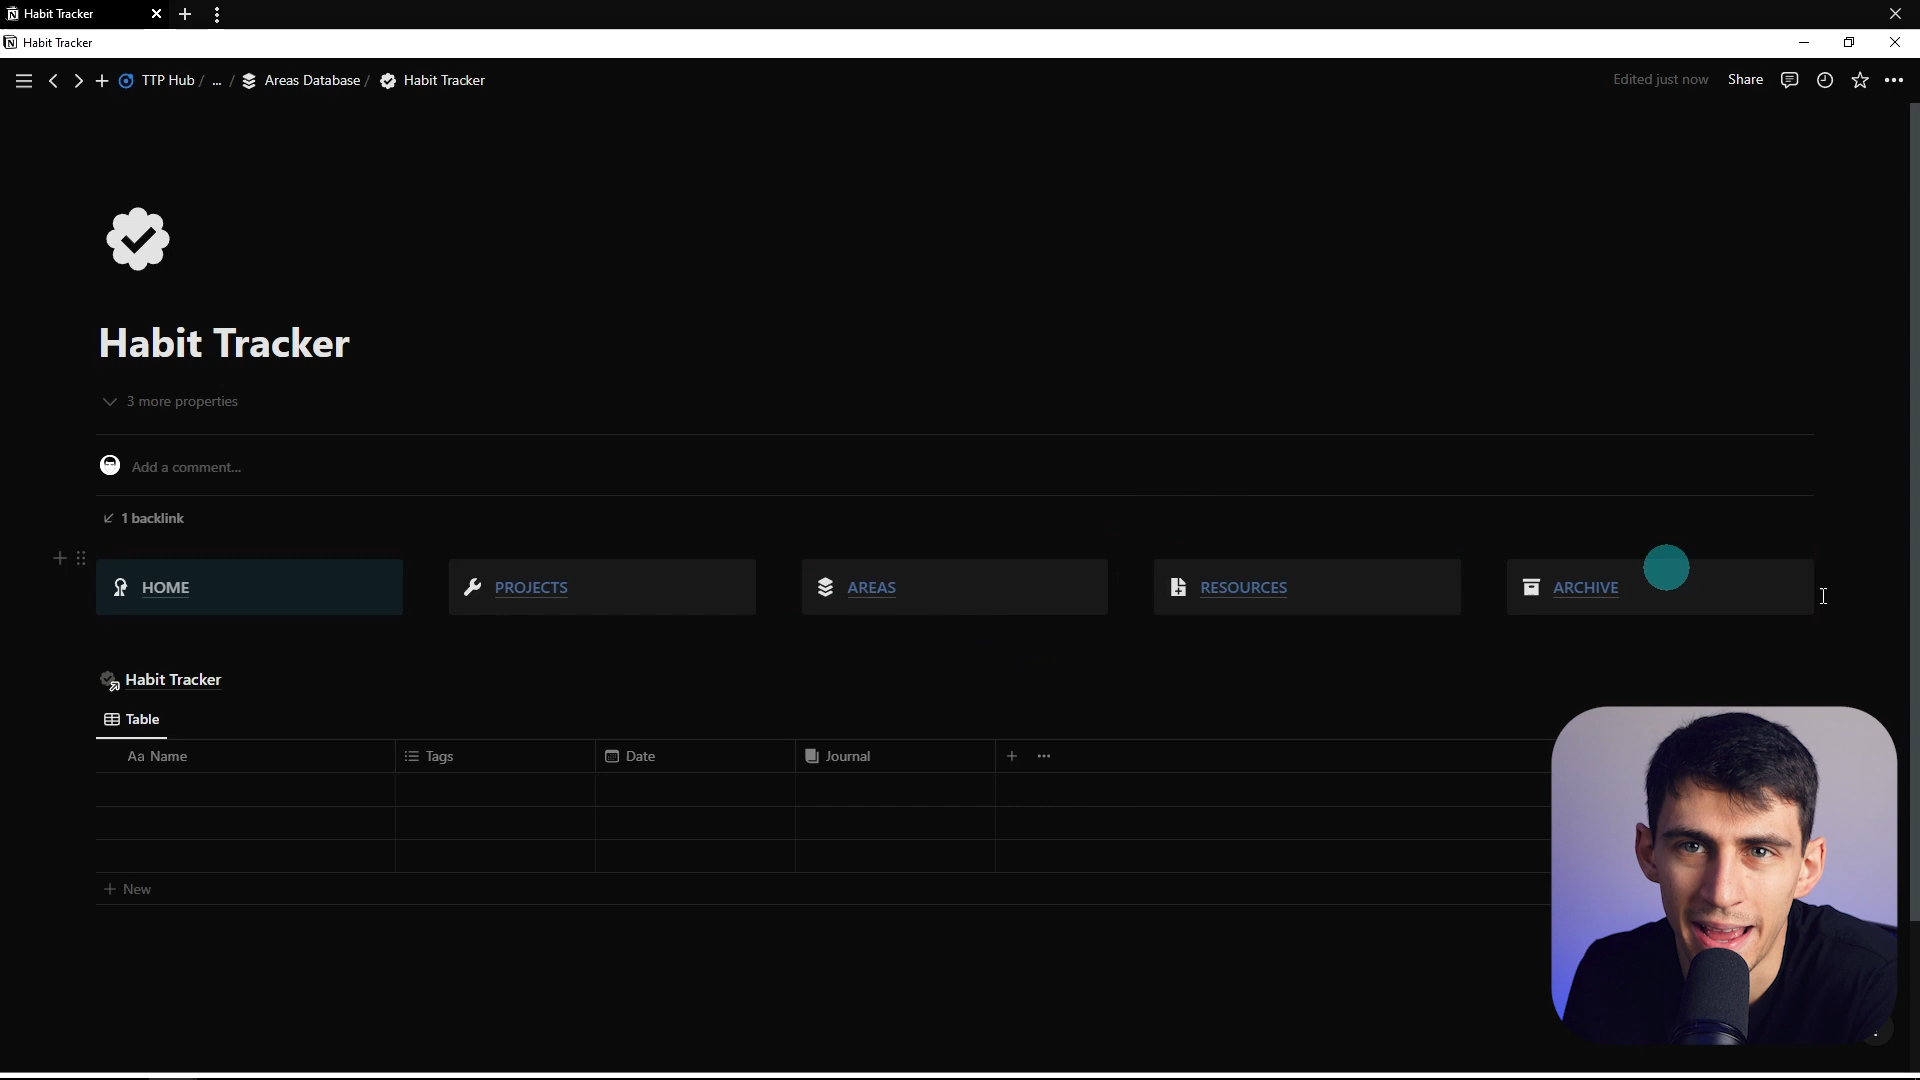 Habit Tracker
Habit Tracker
TTP Hub / ... / Areas Database / Habit Tracker
Edited just now Share
Habit Tracker
3 more properties
Add a comment...
1 backlink
HOME PROJECTS AREAS RESOURCES ARCHIVE
Habit Tracker
Table
Aa Name Tags Date Journal
New